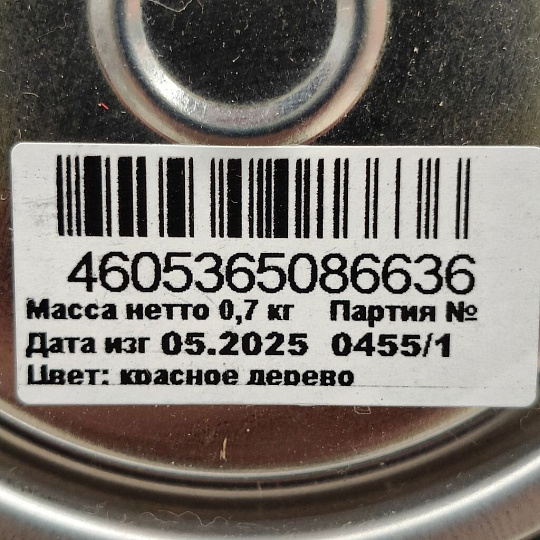 4605365086636
Масса нетто 0,7 кг Партия №
Дата изг 05.2025 0455/1
Цвет: красное дерево